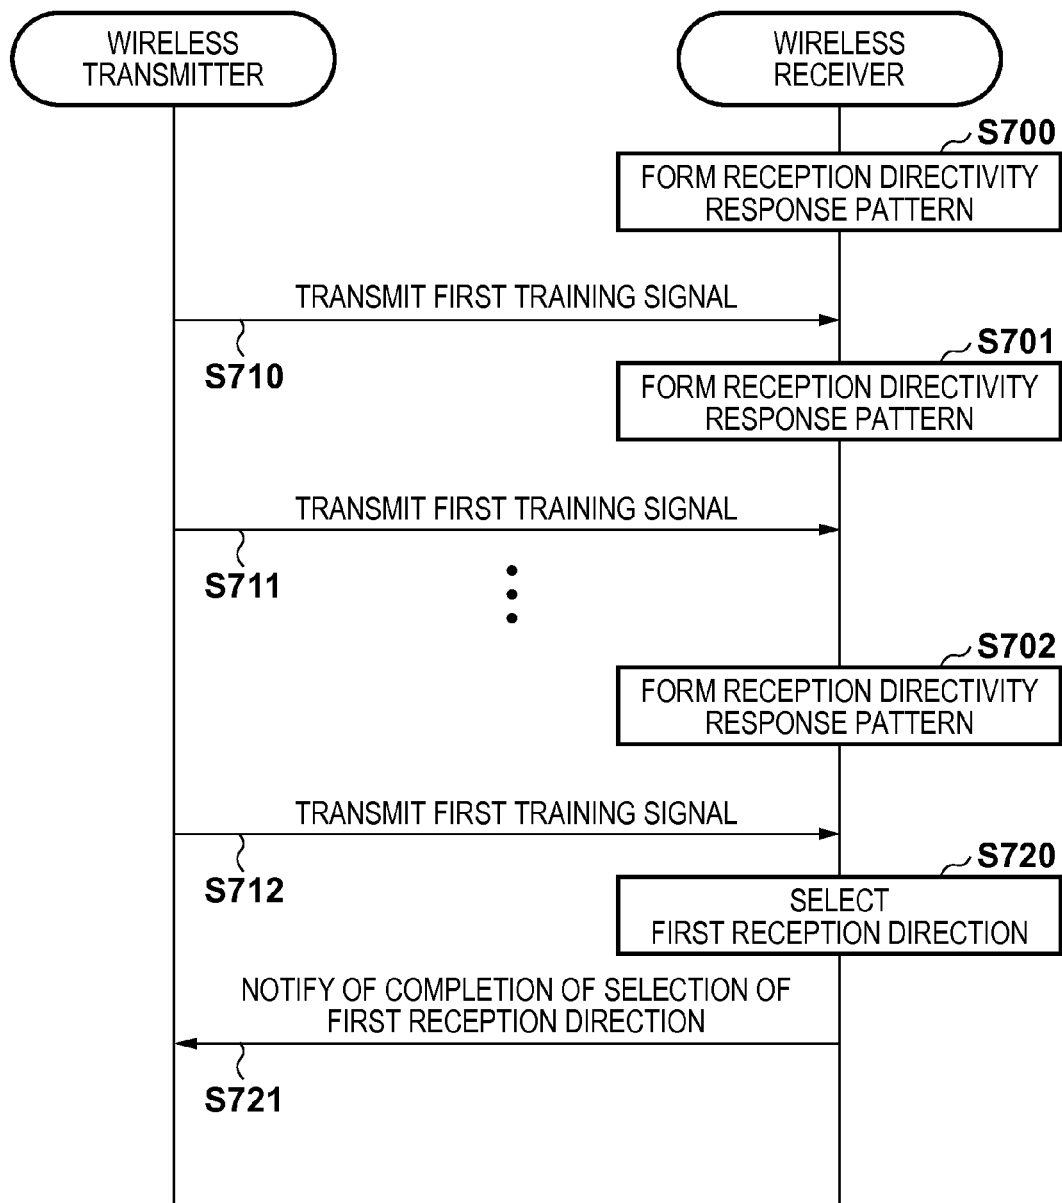 WIRELESS
TRANSMITTER
WIRELESS
RECEIVER
S700
FORM RECEPTION DIRECTIVITY
RESPONSE PATTERN
TRANSMIT FIRST TRAINING SIGNAL
S710
S701
FORM RECEPTION DIRECTIVITY
RESPONSE PATTERN
TRANSMIT FIRST TRAINING SIGNAL
S711
S702
FORM RECEPTION DIRECTIVITY
RESPONSE PATTERN
TRANSMIT FIRST TRAINING SIGNAL
S712
S720
SELECT
FIRST RECEPTION DIRECTION
NOTIFY OF COMPLETION OF SELECTION OF
FIRST RECEPTION DIRECTION
S721